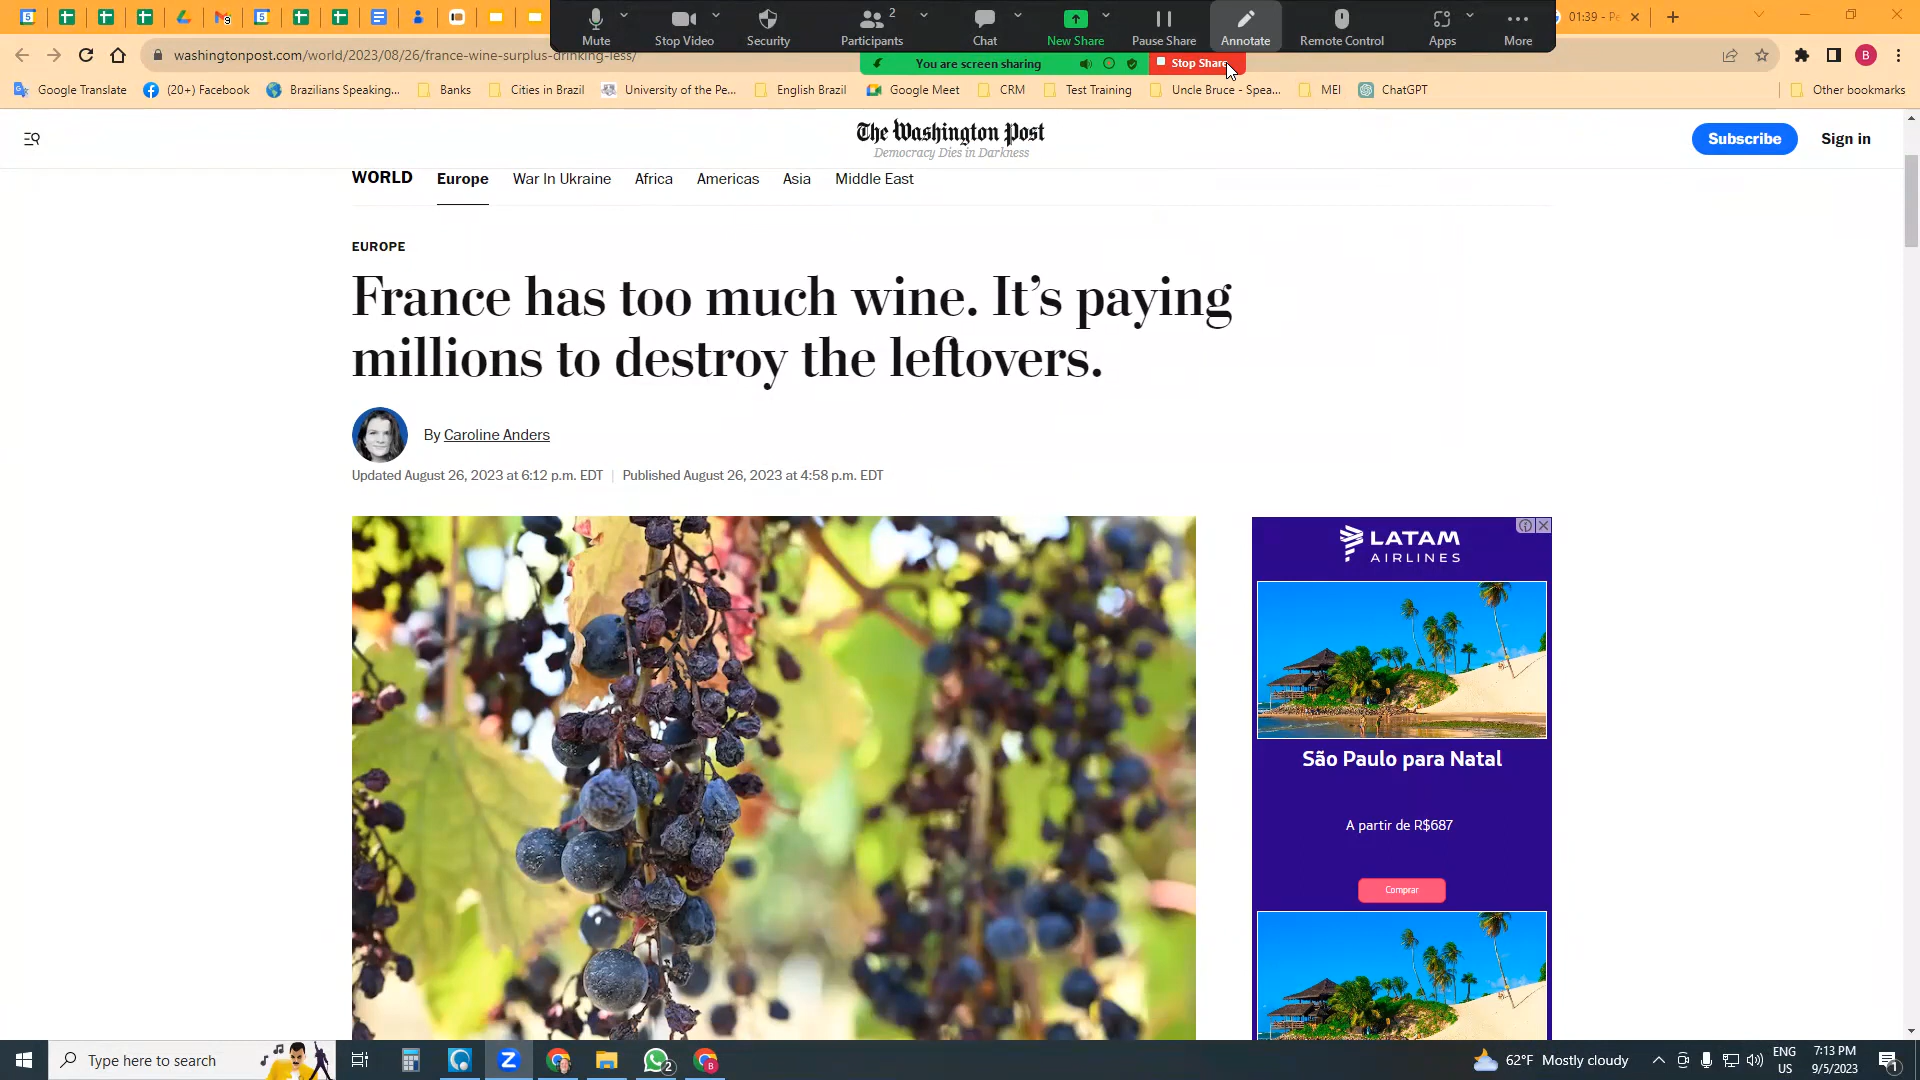 01:39 - P
Mute
Stop Video
Security
Participants
2
Chat
New Share
Pause Share
Annotate
Remote Control
Apps
More
washingtonpost.com/world/2023/08/26/france-wine-surplus-drinking-less/
You are screen sharing
Stop Share
B
Google Translate
(20+) Facebook
Brazilians Speaking...
Banks
Cities in Brazil
University of the Pe...
English Brazil
Google Meet
CRM
Test Training
Uncle Bruce - Spea...
MEI
ChatGPT
Other bookmarks
The Washington Post
Democracy Dies in Darkness
Subscribe
Sign in
WORLD
Europe
War In Ukraine
Africa
Americas
Asia
Middle East
EUROPE
France has too much wine. It's paying
millions to destroy the leftovers.
By Caroline Anders
Updated August 26, 2023 at 6:12 p.m. EDT
Published August 26, 2023 at 4:58 p.m. EDT
LATAM
AIRLINES
São Paulo para Natal
A partir de R$687
Comprar
Type here to search
2
B
62°F Mostly cloudy
ENG
US
7:13 PM
9/5/2023
1